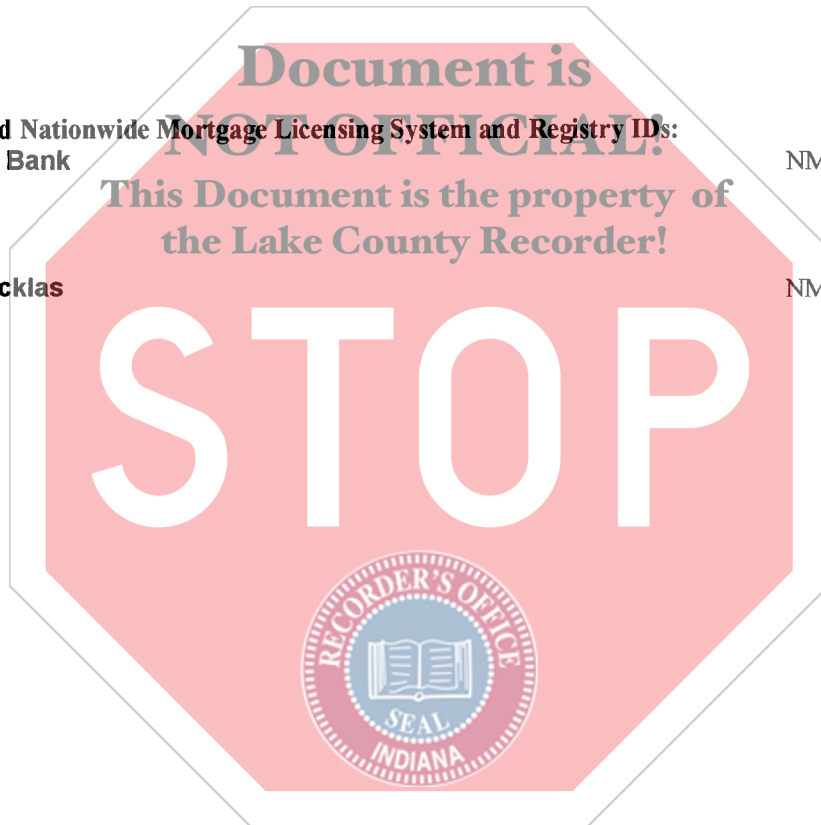 Document is
d Nationwide Mortgage Licensing System and Registry IDs:
NOT OFFICIAL!
Bank NM
This Document is the property of
the Lake County Recorder!
cklas NM
STOP
RECORDER'S OFFICE
SEAL
INDIANA